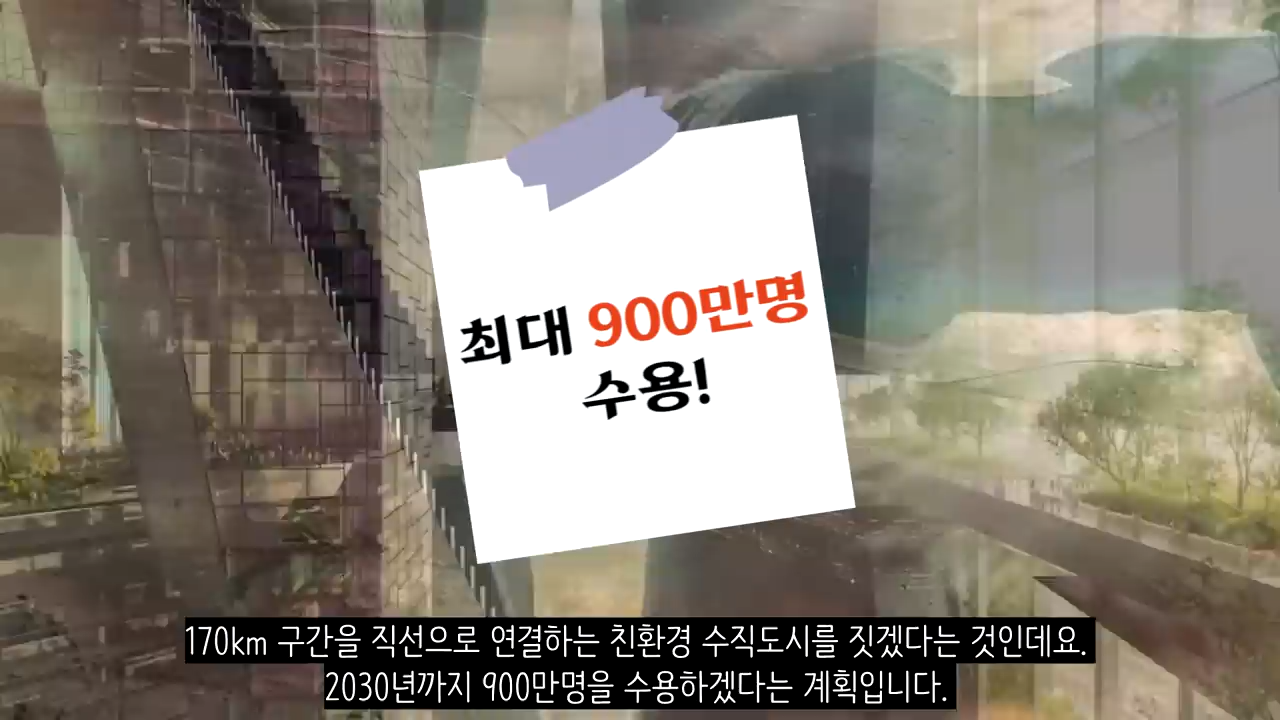 최대 900만명
수용!
170km 구간을 직선으로 연결하는 친환경 수직도시를 짓겠다는 것인데요.
2030년까지 900만명을 수용하겠다는 계획입니다.